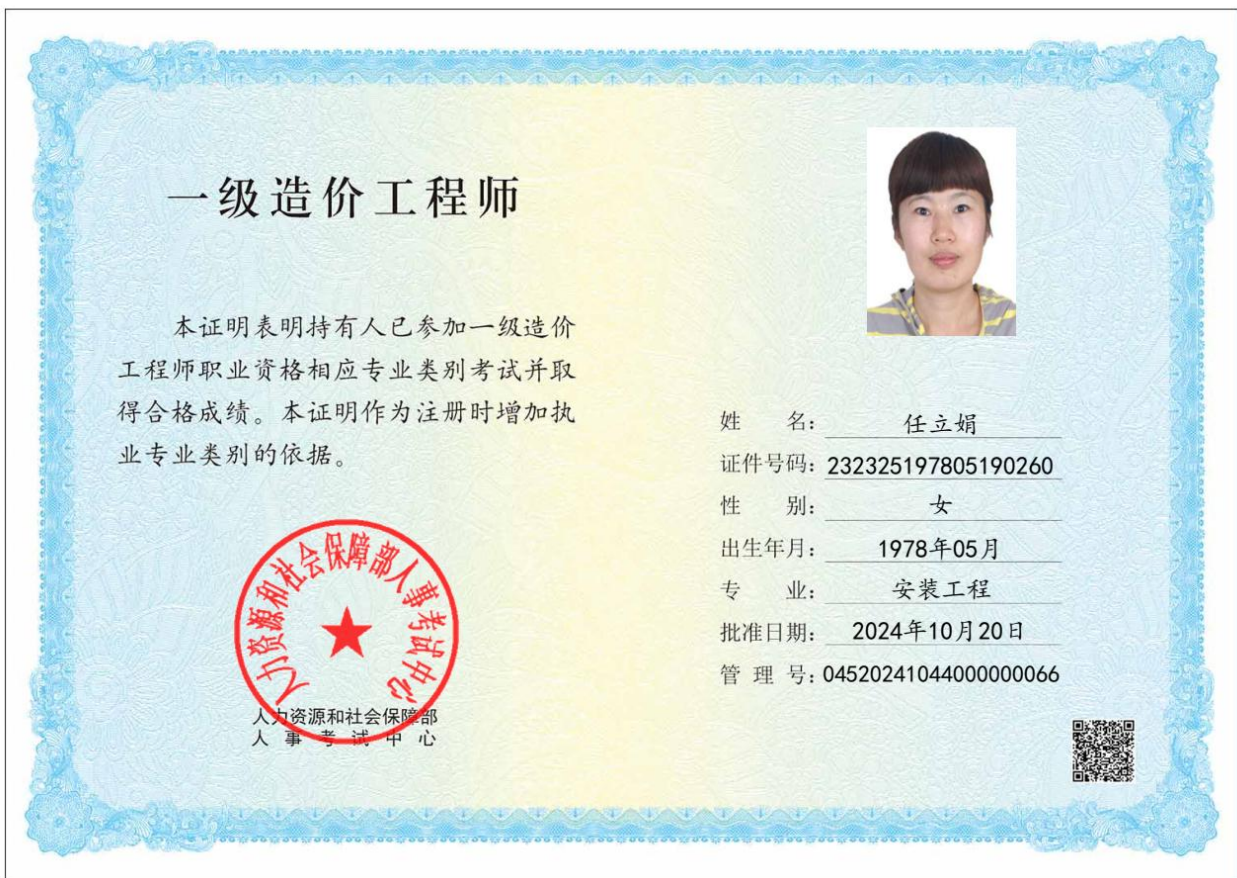 一级造价工程师
本证明表明持有人已参加一级造价
工程师职业资格相应专业类别考试并取
得合格成绩。本证明作为注册时增加执
业专业类别的依据。
人力资源和社会保障部人事考试中心
人力资源和社会保障部
人事考试中心
姓名：任立娟
证件号码：232325197805190260
性别：女
出生年月：1978年05月
专业：安装工程
批准日期：2024年10月20日
管理号：04520241044000000066